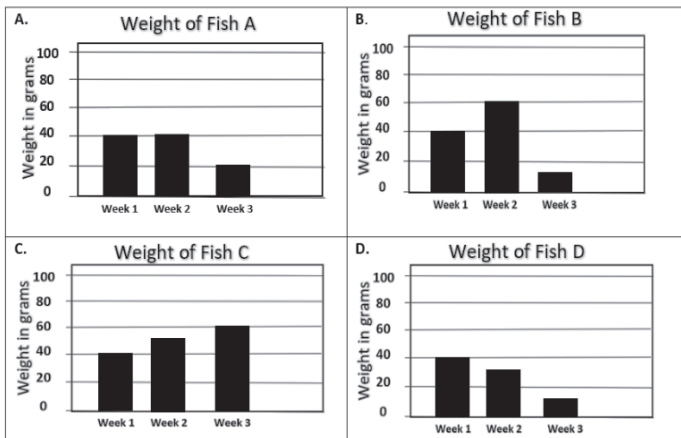 A.
Weight of Fish A
Weight in grams
100
80
60
40
20
0
Week 1 Week 2 Week 3
B.
Weight of Fish B
Weight in grams
100
80
60
40
20
0
Week 1 Week 2 Week 3
C.
Weight of Fish C
Weight in grams
100
80
60
40
20
0
Week 1 Week 2 Week 3
D.
Weight of Fish D
Weight in grams
100
80
60
40
20
0
Week 1 Week 2 Week 3